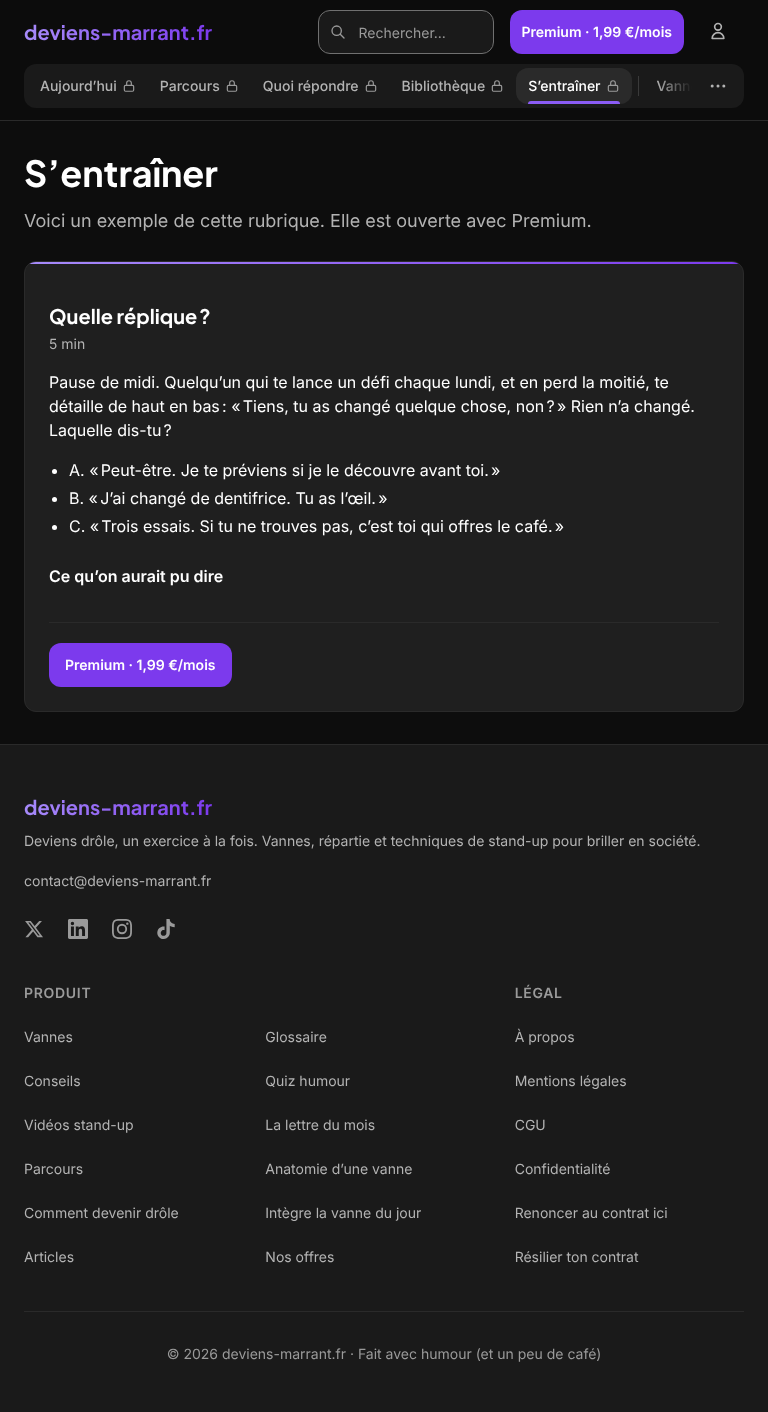 deviens-marrant.fr
Rechercher...
Premium · 1,99 €/mois
Aujourd’hui
Parcours
Quoi répondre
Bibliothèque
S’entraîner
Vann
S’entraîner
Voici un exemple de cette rubrique. Elle est ouverte avec Premium.
Quelle réplique ?
5 min
Pause de midi. Quelqu’un qui te lance un défi chaque lundi, et en perd la moitié, te
détaille de haut en bas : « Tiens, tu as changé quelque chose, non ? » Rien n’a changé.
Laquelle dis-tu ?
• A. « Peut-être. Je te préviens si je le découvre avant toi. »
• B. « J’ai changé de dentifrice. Tu as l’œil. »
• C. « Trois essais. Si tu ne trouves pas, c’est toi qui offres le café. »
Ce qu’on aurait pu dire
Premium · 1,99 €/mois
deviens-marrant.fr
Deviens drôle, un exercice à la fois. Vannes, répartie et techniques de stand-up pour briller en société.
contact@deviens-marrant.fr
PRODUIT
Vannes
Conseils
Vidéos stand-up
Parcours
Comment devenir drôle
Articles
Glossaire
Quiz humour
La lettre du mois
Anatomie d’une vanne
Intègre la vanne du jour
Nos offres
LÉGAL
À propos
Mentions légales
CGU
Confidentialité
Renoncer au contrat ici
Résilier ton contrat
© 2026 deviens-marrant.fr · Fait avec humour (et un peu de café)